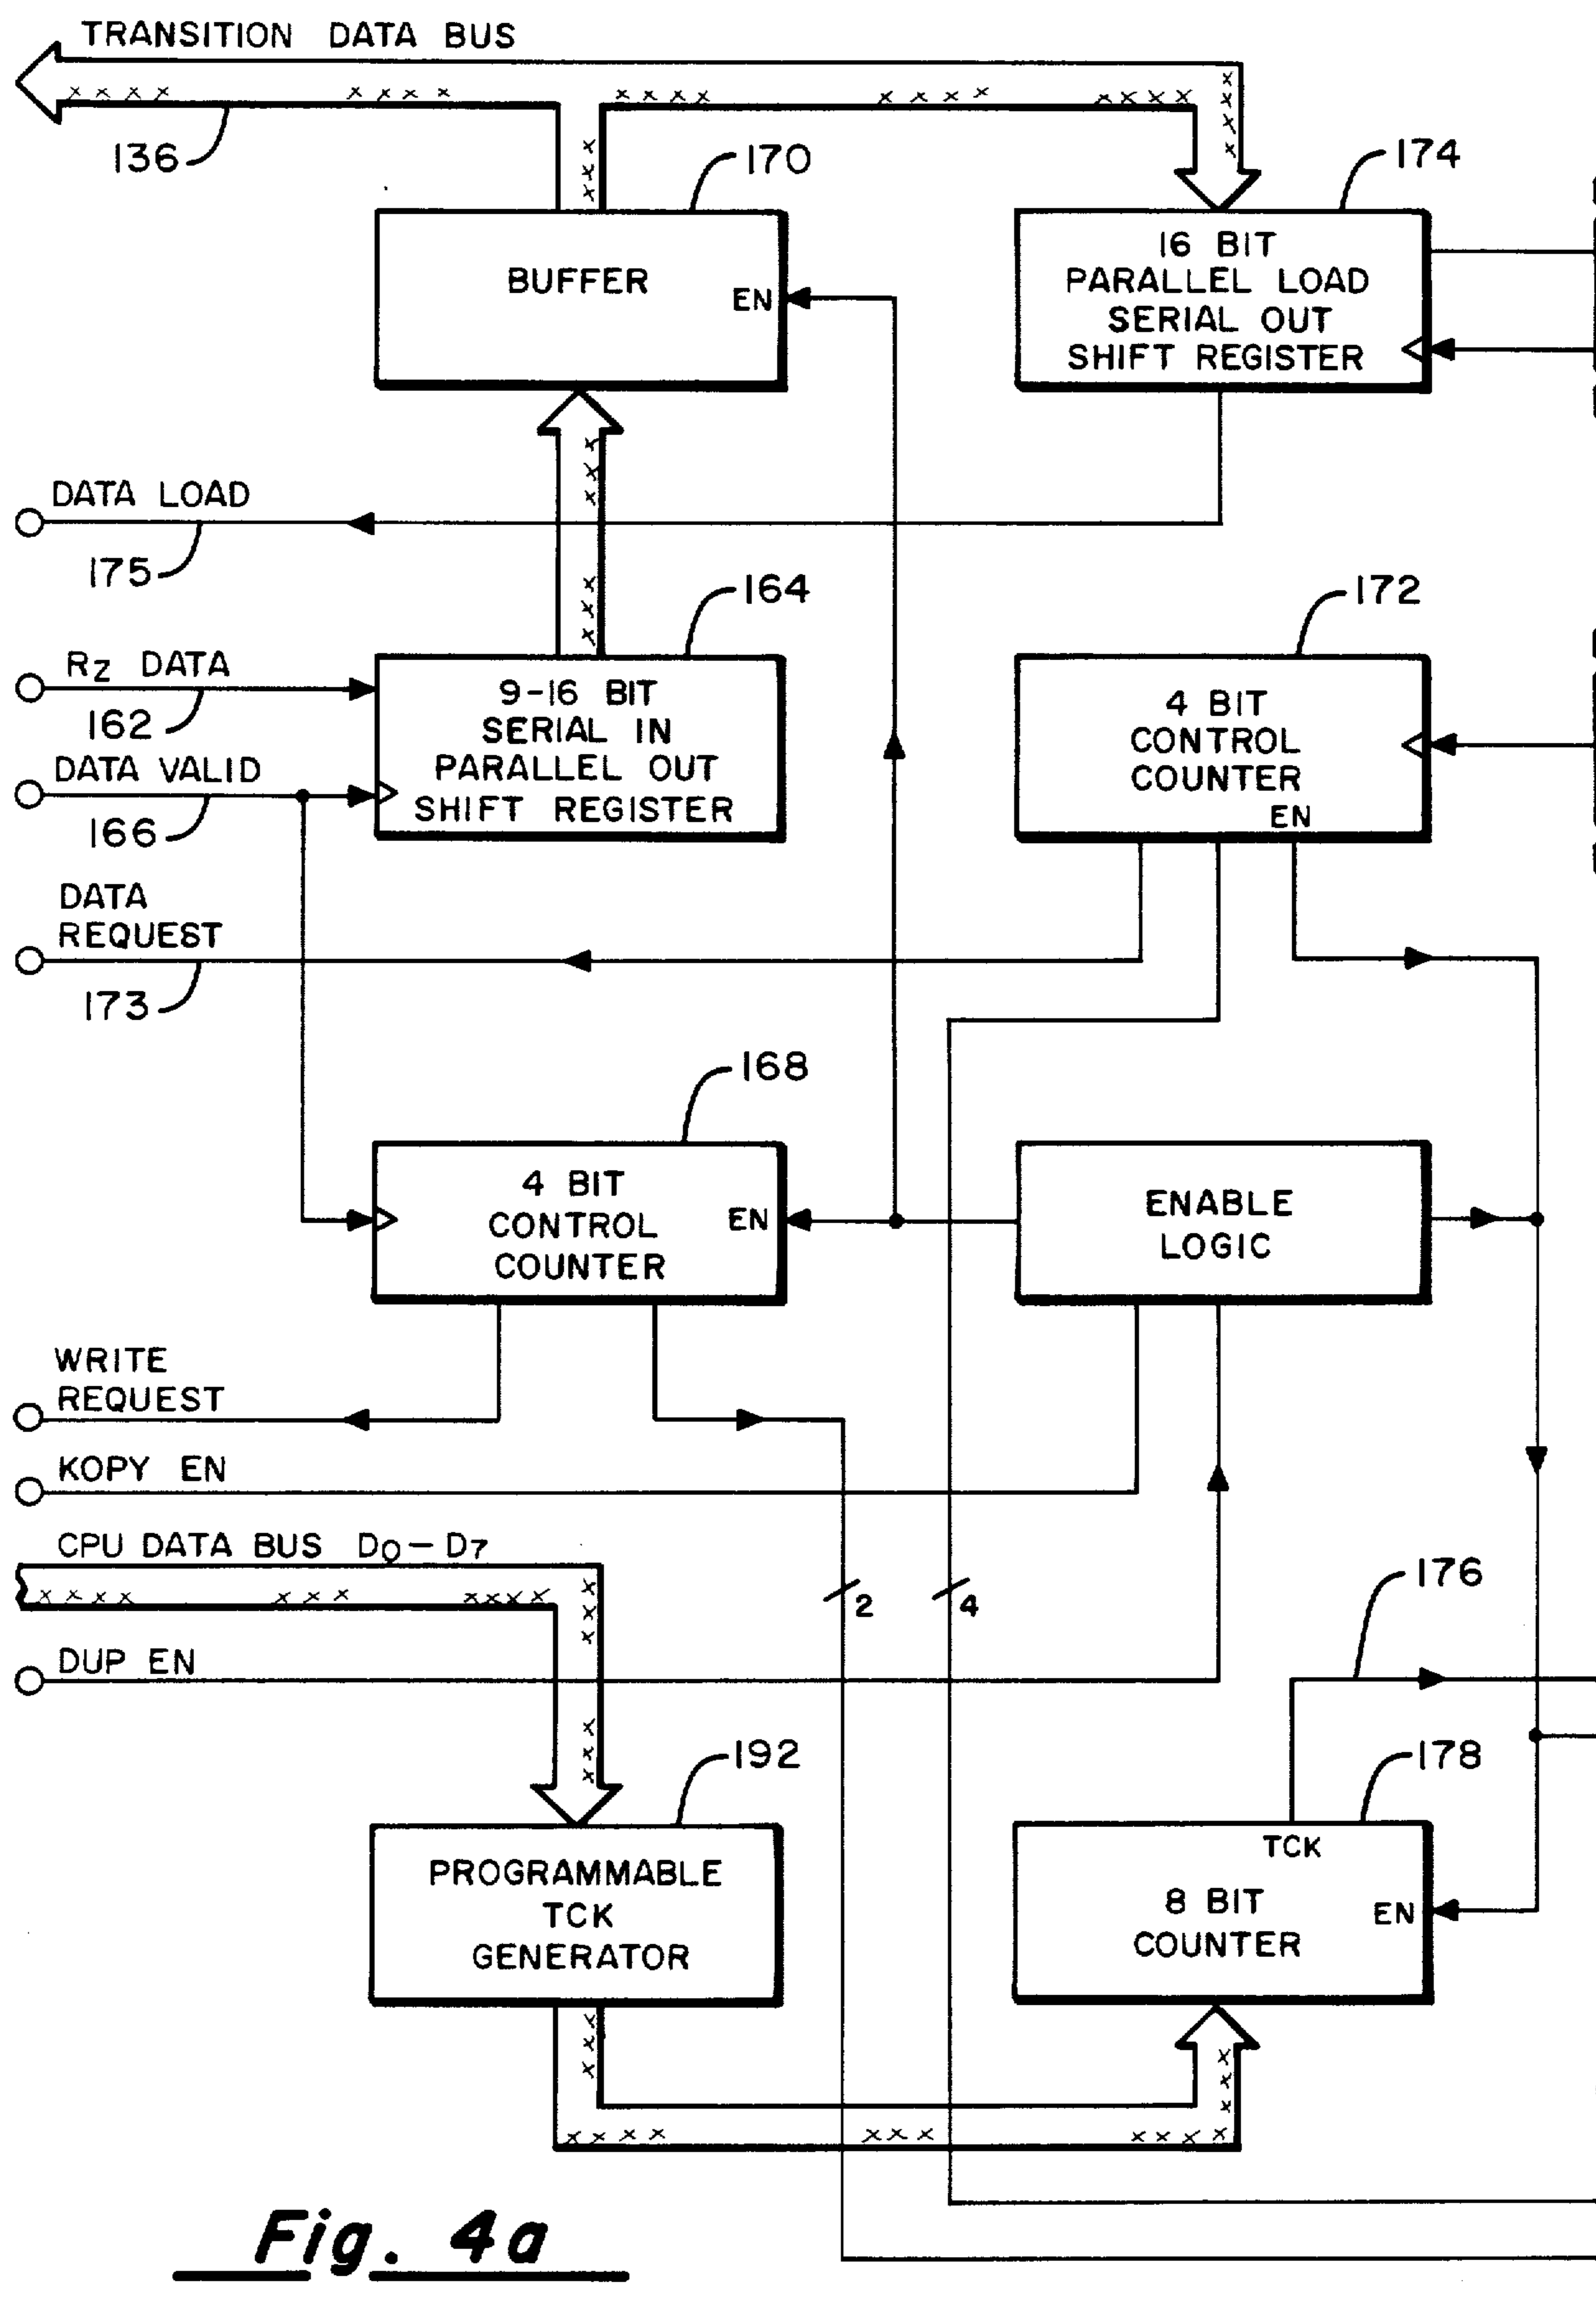 TRANSITION DATA BUS
136
170
174
BUFFER
EN
16 BIT
PARALLEL LOAD
SERIAL OUT
SHIFT REGISTER
DATA LOAD
175
164
172
RZ DATA
162
DATA VALID
166
9-16 BIT
SERIAL IN
PARALLEL OUT
SHIFT REGISTER
4 BIT
CONTROL
COUNTER
EN
DATA
REQUEST
173
168
4 BIT
CONTROL
COUNTER
EN
ENABLE
LOGIC
WRITE
REQUEST
KOPY EN
CPU DATA BUS D0-D7
2
4
176
DUP EN
192
178
PROGRAMMABLE
TCK
GENERATOR
TCK
8 BIT
COUNTER
EN
Fig. 4a